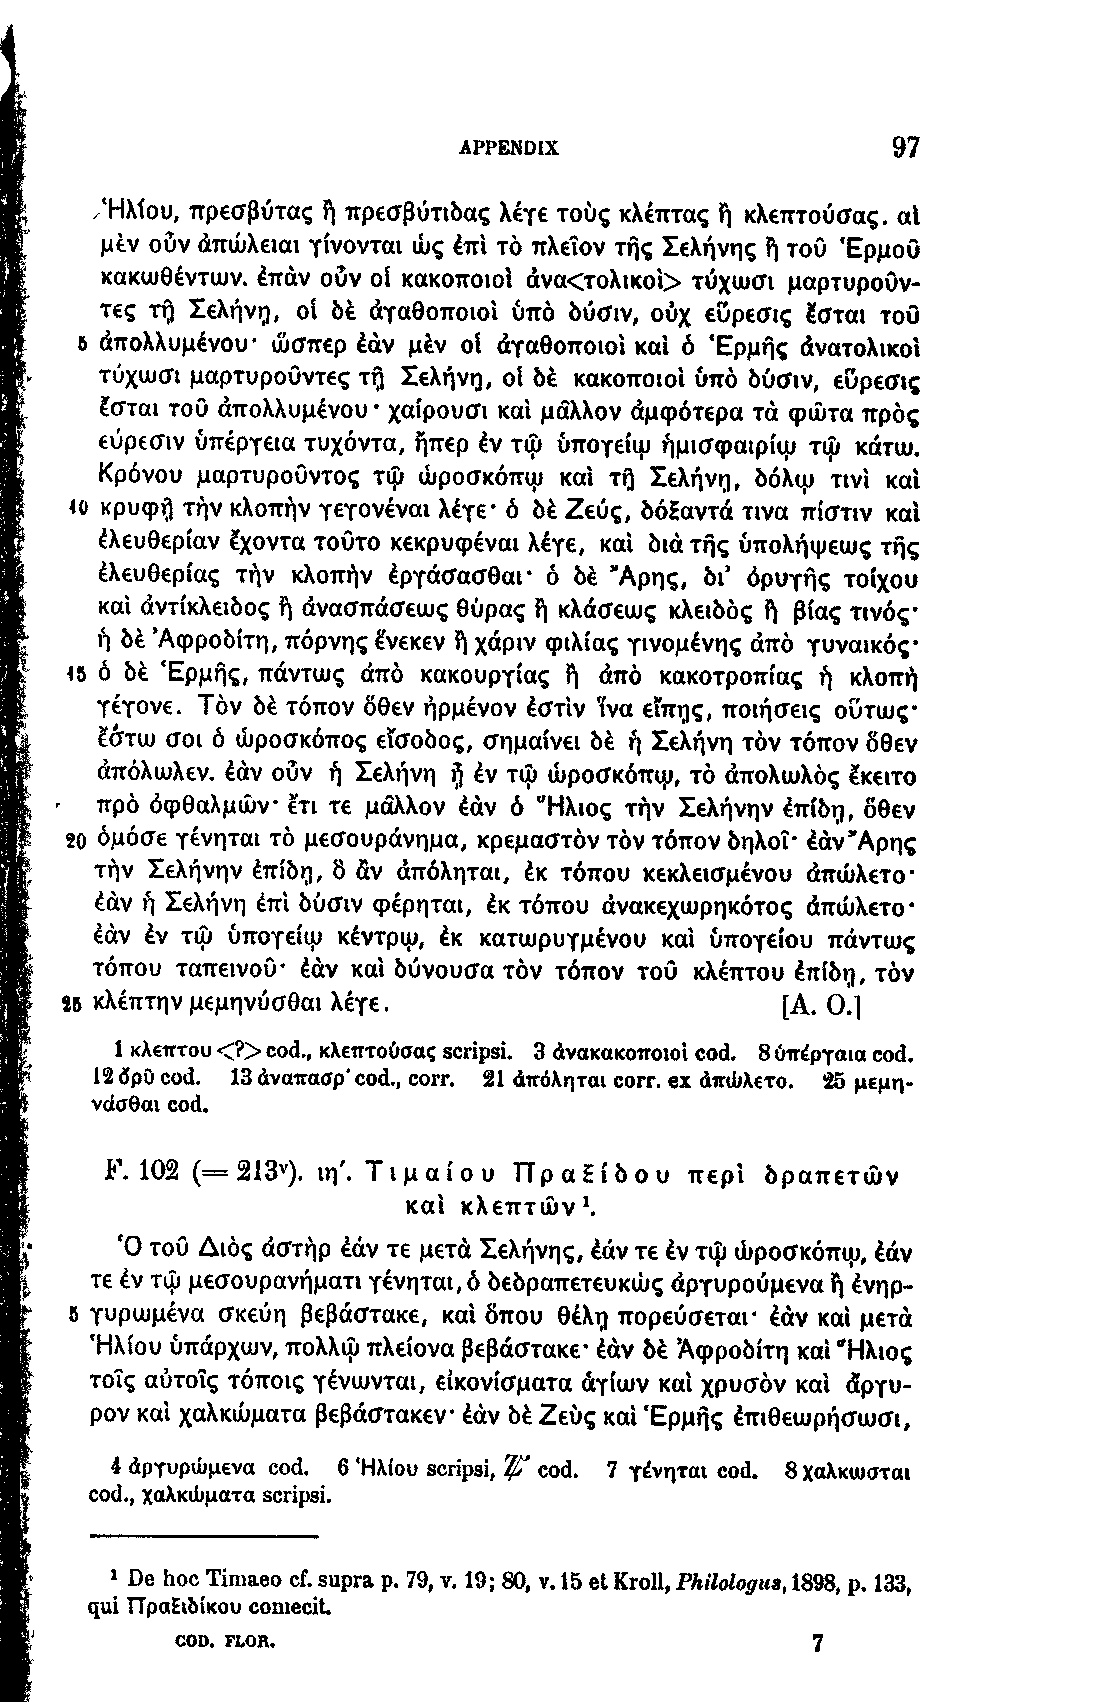 APPENDIX 97
Ἡλίου, πρεσβύτας ἢ πρεσβύτιδας λέγε τοὺς κλέπτας ἢ κλεπτούσας. αἱ
μὲν οὖν ἀπώλειαι γίνονται ὡς ἐπὶ τὸ πλεῖον τῆς Σελήνης ἢ τοῦ Ἑρμοῦ
κακωθέντων. ἐπὰν οὖν οἱ κακοποιοὶ ἀνα<τολικοὶ> τύχωσι μαρτυροῦν-
τες τῇ Σελήνῃ, οἱ δὲ ἀγαθοποιοὶ ὑπὸ δύσιν, οὐχ εὕρεσις ἔσται τοῦ
5 ἀπολλυμένου· ὥσπερ ἐὰν μὲν οἱ ἀγαθοποιοὶ καὶ ὁ Ἑρμῆς ἀνατολικοὶ
τύχωσι μαρτυροῦντες τῇ Σελήνῃ, οἱ δὲ κακοποιοὶ ὑπὸ δύσιν, εὕρεσις
ἔσται τοῦ ἀπολλυμένου· χαίρουσι καὶ μᾶλλον ἀμφότερα τὰ φῶτα πρὸς
εὑρεσιν ὑπέργεια τυχόντα, ἤπερ ἐν τῷ ὑπογείῳ ἡμισφαιρίῳ τῷ κάτω.
Κρόνου μαρτυροῦντος τῷ ὡροσκόπῳ καὶ τῇ Σελήνῃ, δόλῳ τινὶ καὶ
10 κρυφῇ τὴν κλοπὴν γεγονέναι λέγε· ὁ δὲ Ζεύς, δόξαντά τινα πίστιν καὶ
ἐλευθερίαν ἔχοντα τοῦτο κεκρυφέναι λέγε, καὶ διὰ τῆς ὑπολήψεως τῆς
ἐλευθερίας τὴν κλοπὴν ἐργάσασθαι· ὁ δὲ Ἄρης, δι' ὀρυγῆς τοίχου
καὶ ἀντίκλειδος ἢ ἀνασπάσεως θύρας ἢ κλάσεως κλειδὸς ἢ βίας τινός·
ἡ δὲ Ἀφροδίτη, πόρνης ἕνεκεν ἢ χάριν φιλίας γινομένης ἀπὸ γυναικός·
15 ὁ δὲ Ἑρμῆς, πάντως ἀπὸ κακουργίας ἢ ἀπὸ κακοτροπίας ἡ κλοπὴ
γέγονε. Τὸν δὲ τόπον ὅθεν ἠρμένον ἐστὶν ἵνα εἴπῃς, ποιήσεις οὕτως·
ἔστω σοι ὁ ὡροσκόπος εἴσοδος, σημαίνει δὲ ἡ Σελήνη τὸν τόπον ὅθεν
ἀπόλωλεν. ἐὰν οὖν ἡ Σελήνη ᾖ ἐν τῷ ὡροσκόπῳ, τὸ ἀπολωλὸς ἔκειτο
πρὸ ὀφθαλμῶν· ἔτι τε μᾶλλον ἐὰν ὁ Ἥλιος τὴν Σελήνην ἐπίδῃ, ὅθεν
20 ὁμόσε γένηται τὸ μεσουράνημα, κρεμαστὸν τὸν τόπον δηλοῖ· ἐὰν Ἄρης
τὴν Σελήνην ἐπίδῃ, ὃ ἂν ἀπόληται, ἐκ τόπου κεκλεισμένου ἀπώλετο·
ἐὰν ἡ Σελήνη ἐπὶ δύσιν φέρηται, ἐκ τόπου ἀνακεχωρηκότος ἀπώλετο·
ἐὰν ἐν τῷ ὑπογείῳ κέντρῳ, ἐκ κατωρυγμένου καὶ ὑπογείου πάντως
τόπου ταπεινοῦ· ἐὰν καὶ δύνουσα τὸν τόπον τοῦ κλέπτου ἐπίδῃ, τὸν
25 κλέπτην μεμηνύσθαι λέγε. [A. O.]
1 κλεπτου <?> cod., κλεπτούσας scripsi. 3 ἀνακακοποιοὶ cod. 8 ὑπέργαια cod.
12 ὀρῦ cod. 13 ἀναπασρ' cod., corr. 21 ἀπόληται corr. ex ἀπώλετο. 25 μεμη-
νάσθαι cod.
F. 102 (= 213v). ιη'. Τιμαίου Πραξίδου περὶ δραπετῶν
καὶ κλεπτῶν 1.
Ὁ τοῦ Διὸς ἀστὴρ ἐάν τε μετὰ Σελήνης, ἐάν τε ἐν τῷ ὡροσκόπῳ, ἐάν
τε ἐν τῷ μεσουρανήματι γένηται, ὁ δεδραπετευκὼς ἀργυρούμενα ἢ ἐνηρ-
5 γυρωμένα σκεύη βεβάστακε, καὶ ὅπου θέλῃ πορεύσεται· ἐὰν καὶ μετὰ
Ἡλίου ὑπάρχων, πολλῷ πλείονα βεβάστακε· ἐὰν δὲ Ἀφροδίτη καὶ Ἥλιος
τοῖς αὐτοῖς τόποις γένωνται, εἰκονίσματα ἁγίων καὶ χρυσὸν καὶ ἄργυ-
ρον καὶ χαλκώματα βεβάστακεν· ἐὰν δὲ Ζεὺς καὶ Ἑρμῆς ἐπιθεωρήσωσι,
4 ἀργυρώμενα cod. 6 Ἡλίου scripsi, cod. 7 γένηται cod. 8 χαλκωσται
cod., χαλκώματα scripsi.
1 De hoc Timaeo cf. supra p. 79, v. 19; 80, v. 15 et Kroll, Philologus, 1898, p. 133,
qui Πραξιδίκου coniecit.
COD. FLOR. 7